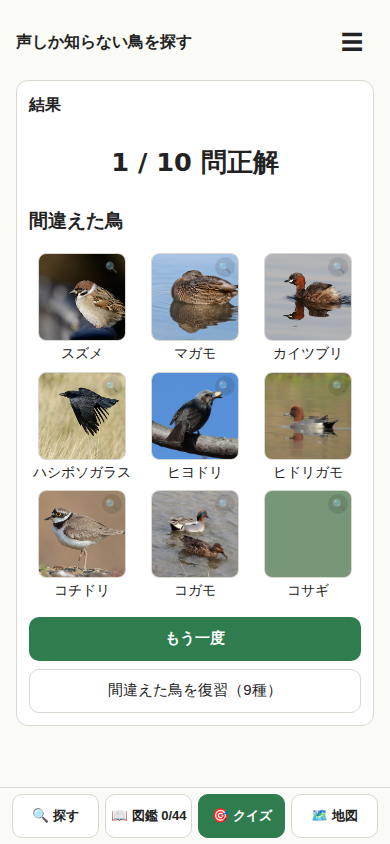 声しか知らない鳥を探す
結果
1 / 10 問正解
間違えた鳥
スズメ
マガモ
カイツブリ
ハシボソガラス
ヒヨドリ
ヒドリガモ
コチドリ
コガモ
コサギ
もう一度
間違えた鳥を復習（9種）
探す
図鑑 0/44
クイズ
地図